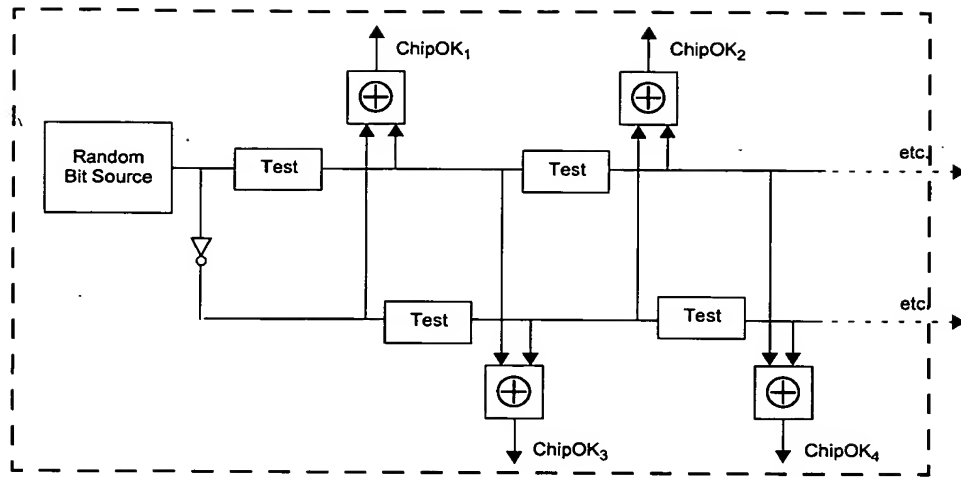 ChipOK₁
ChipOK₂
Random
Bit Source
Test
Test
etc.
Test
Test
etc.
ChipOK₃
ChipOK₄